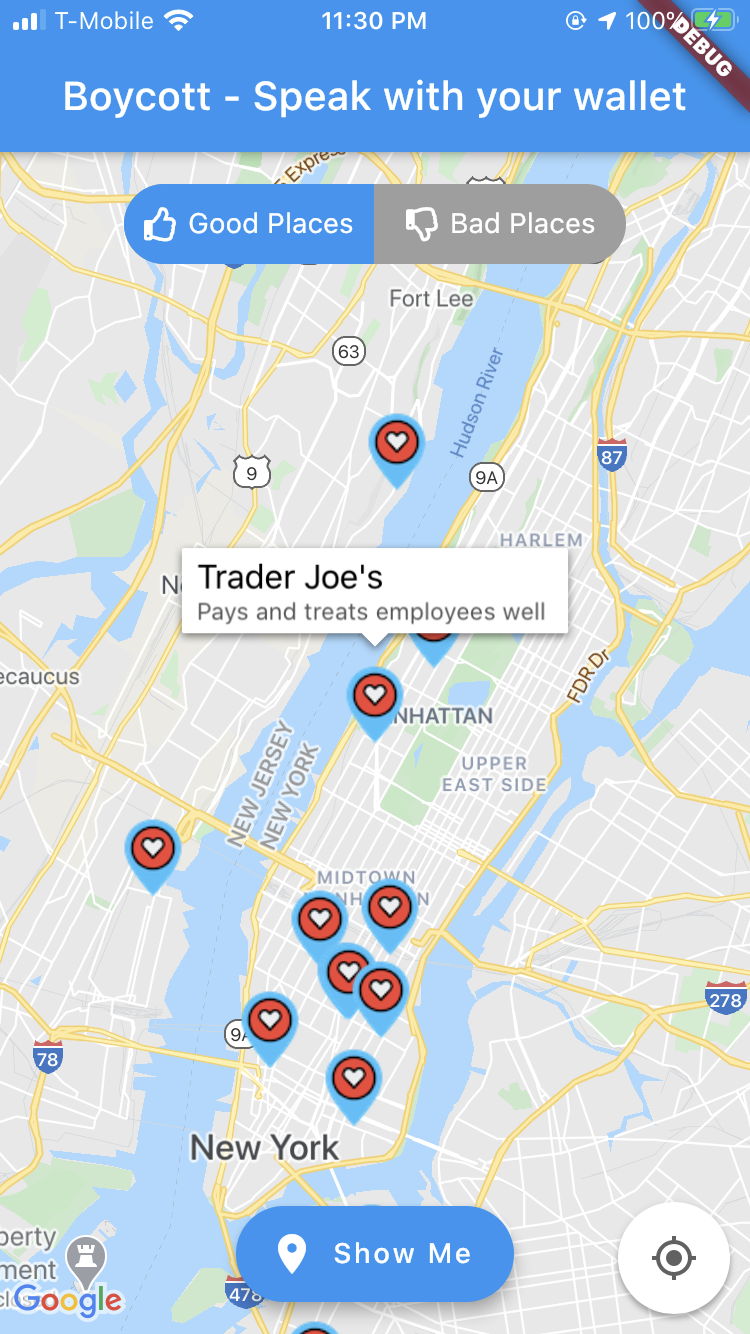 T-Mobile 11:30 PM 100%
DEBUG
Boycott - Speak with your wallet
Express
Good Places Bad Places
Fort Lee
63
Hudson River
87
9
9A
HARLEM
Trader Joe's
Pays and treats employees well
ecaucus
FDR Dr
NHATTAN
NEW JERSEY
NEW YORK
UPPER
EAST SIDE
MIDTOWN
278
9A
78
New York
perty
ment
Show Me
Google
478